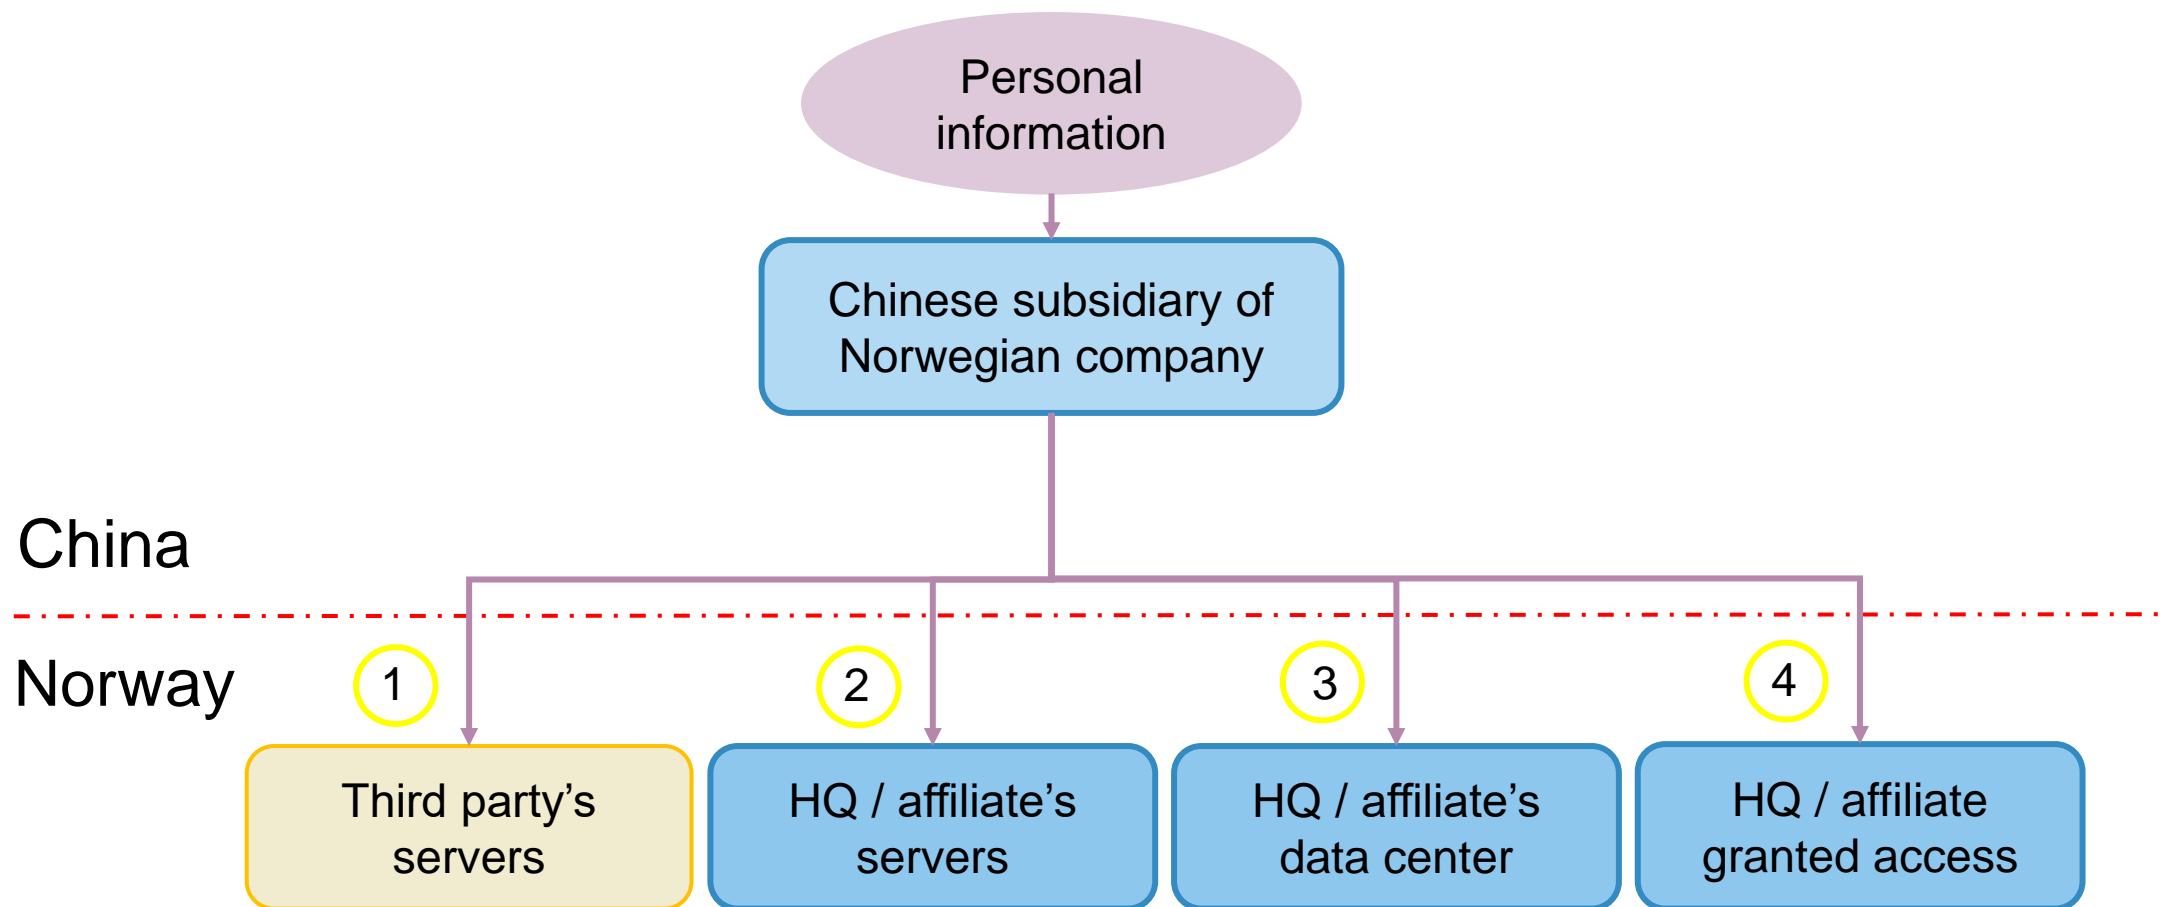 Personal
information
Chinese subsidiary of
Norwegian company
China
Norway
1
2
3
4
Third party’s
servers
HQ / affiliate’s
servers
HQ / affiliate’s
data center
HQ / affiliate
granted access